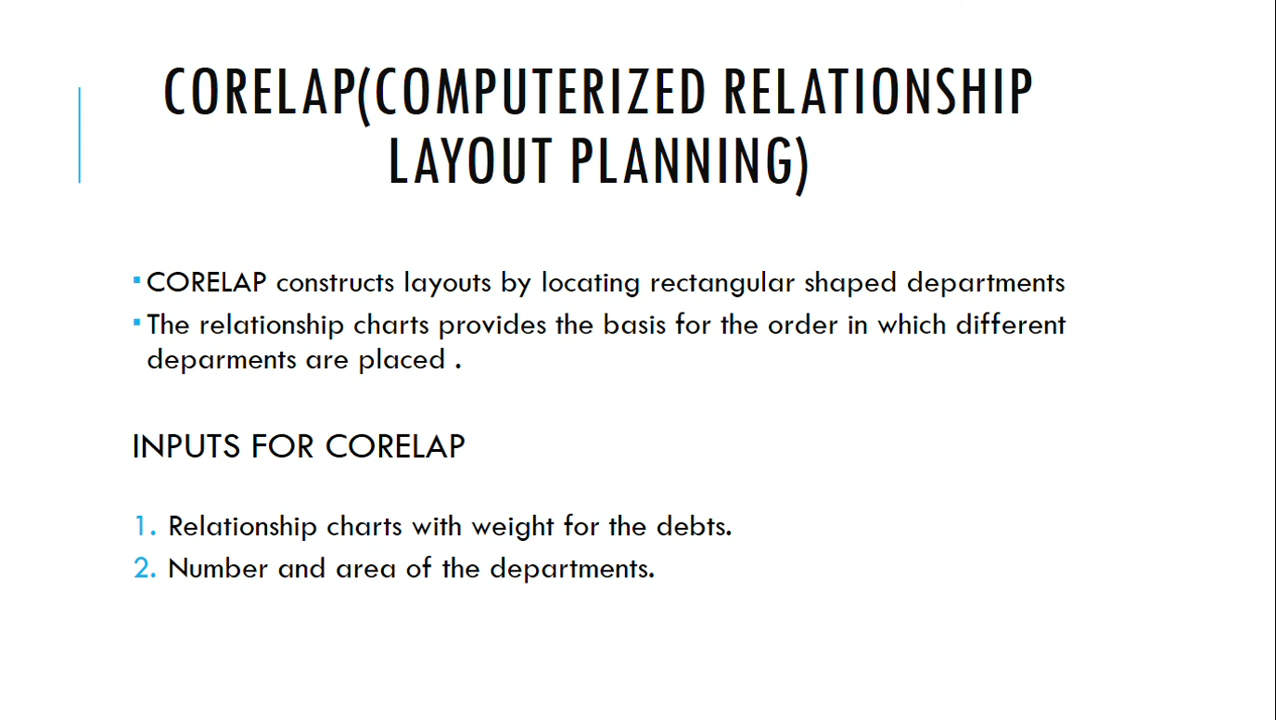 CORELAP(COMPUTERIZED RELATIONSHIP
LAYOUT PLANNING)
▪ CORELAP constructs layouts by locating rectangular shaped departments
▪ The relationship charts provides the basis for the order in which different
deparments are placed .
INPUTS FOR CORELAP
1. Relationship charts with weight for the debts.
2. Number and area of the departments.